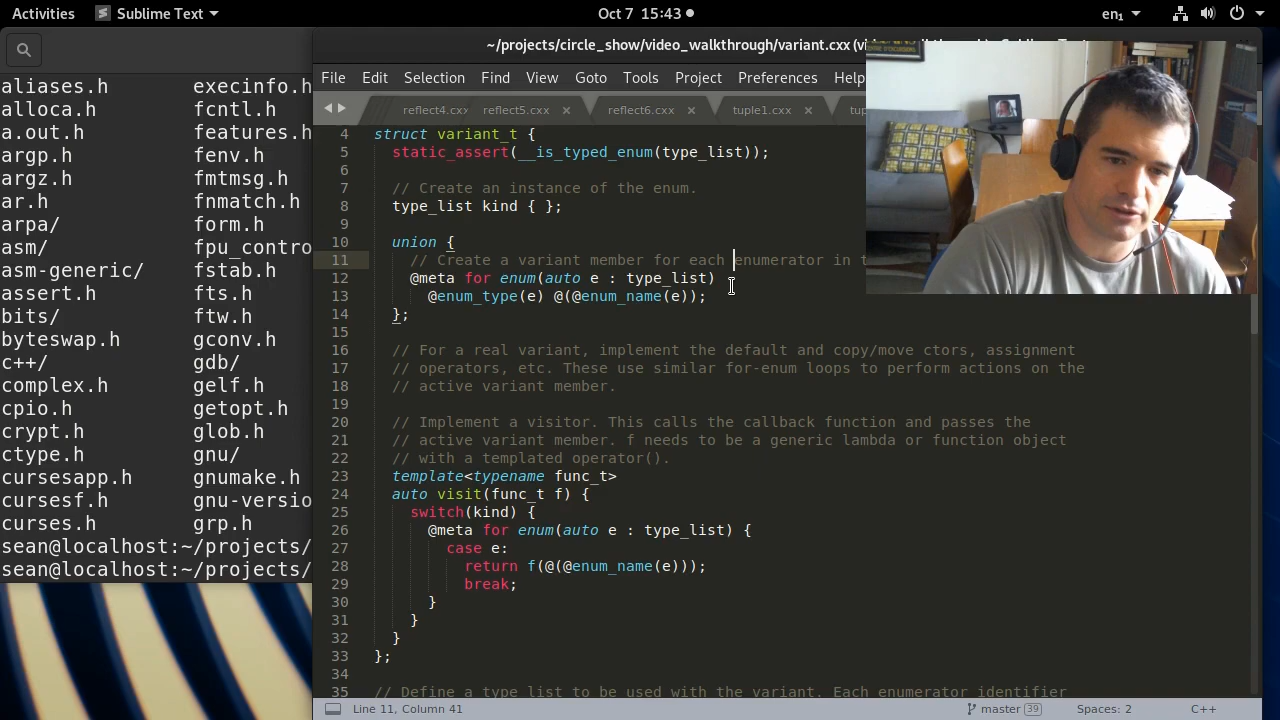 Activities Sublime Text Oct 7 15:43 en₁
~/projects/circle_show/video_walkthrough/variant.cxx
File Edit Selection Find View Goto Tools Project Preferences Help
reflect4.cxx reflect5.cxx × reflect6.cxx × tuple1.cxx × tup
aliases.h execinfo.h
alloca.h fcntl.h
a.out.h features.h
argp.h fenv.h
argz.h fmtmsg.h
ar.h fnmatch.h
arpa/ form.h
asm/ fpu_contro
asm-generic/ fstab.h
assert.h fts.h
bits/ ftw.h
byteswap.h gconv.h
c++/ gdb/
complex.h gelf.h
cpio.h getopt.h
crypt.h glob.h
ctype.h gnu/
cursesapp.h gnumake.h
cursesf.h gnu-versio
curses.h grp.h
sean@localhost:~/projects/
sean@localhost:~/projects/
4 struct variant_t {
5 static_assert(__is_typed_enum(type_list));
6
7 // Create an instance of the enum.
8 type_list kind { };
9
10 union {
11 // Create a variant member for each enumerator in t
12 @meta for enum(auto e : type_list)
13 @enum_type(e) @(@enum_name(e));
14 };
15
16 // For a real variant, implement the default and copy/move ctors, assignment
17 // operators, etc. These use similar for-enum loops to perform actions on the
18 // active variant member.
19
20 // Implement a visitor. This calls the callback function and passes the
21 // active variant member. f needs to be a generic lambda or function object
22 // with a templated operator().
23 template<typename func_t>
24 auto visit(func_t f) {
25 switch(kind) {
26 @meta for enum(auto e : type_list) {
27 case e:
28 return f(@(@enum_name(e)));
29 break;
30 }
31 }
32 }
33 };
34
35 // Define a type list to be used with the variant. Each enumerator identifier
Line 11, Column 41 master 39 Spaces: 2 C++